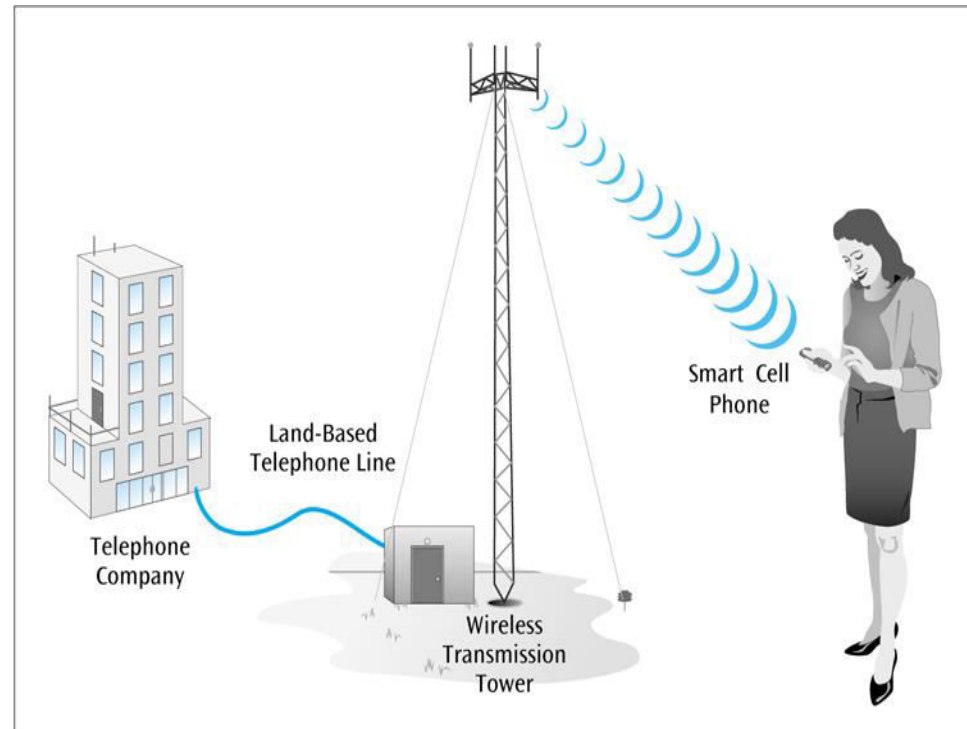 Smart Cell
Phone
Land-Based
Telephone Line
Telephone
Company
Wireless
Transmission
Tower